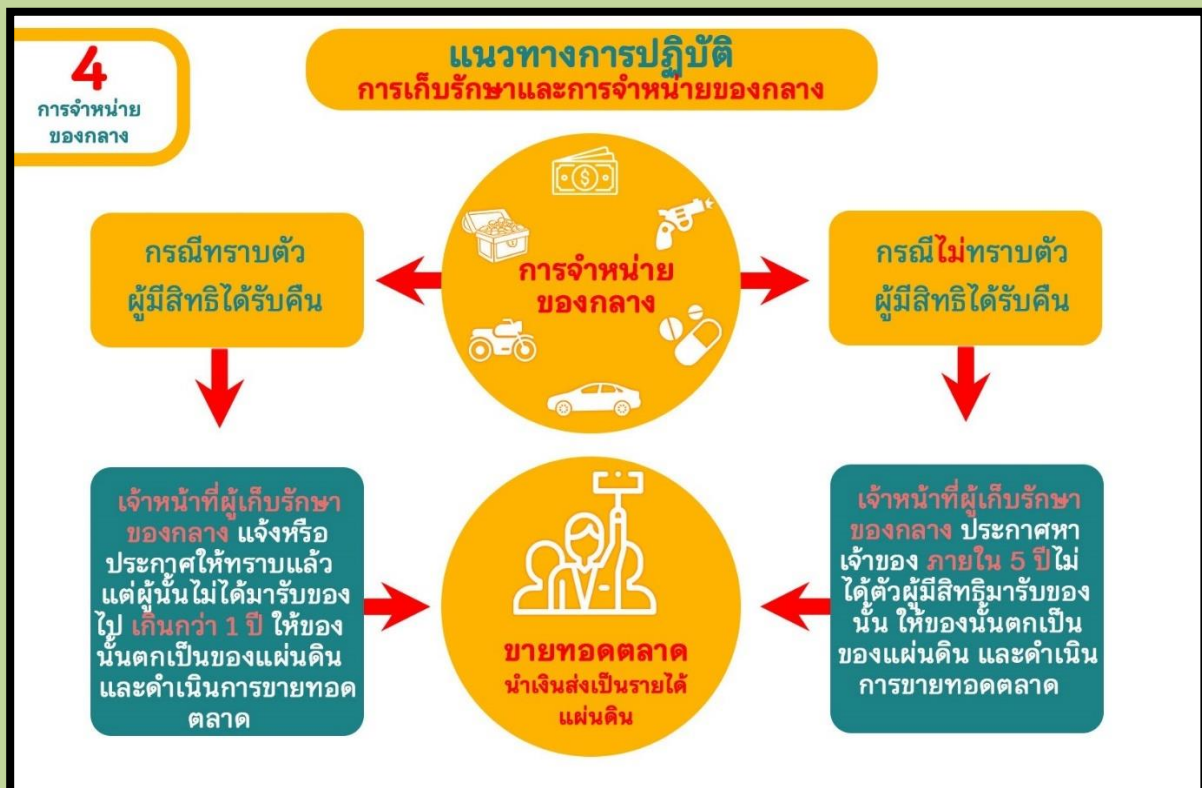 4
การจำหน่าย
ของกลาง
แนวทางการปฏิบัติ
การเก็บรักษาและการจำหน่ายของกลาง
การจำหน่าย
ของกลาง
กรณีทราบตัว
ผู้มีสิทธิได้รับคืน
กรณีไม่ทราบตัว
ผู้มีสิทธิได้รับคืน
เจ้าหน้าที่ผู้เก็บรักษา
ของกลาง แจ้งหรือ
ประกาศให้ทราบแล้ว
แต่ผู้นั้นไม่ได้มารับของ
ไป เกินกว่า 1 ปี ให้ของ
นั้นตกเป็นของแผ่นดิน
และดำเนินการขายทอด
ตลาด
ขายทอดตลาด
นำเงินส่งเป็นรายได้
แผ่นดิน
เจ้าหน้าที่ผู้เก็บรักษา
ของกลาง ประกาศหา
เจ้าของ ภายใน 5 ปีไม่
ได้ตัวผู้มีสิทธิมารับของ
นั้น ให้ของนั้นตกเป็น
ของแผ่นดิน และดำเนิน
การขายทอดตลาด